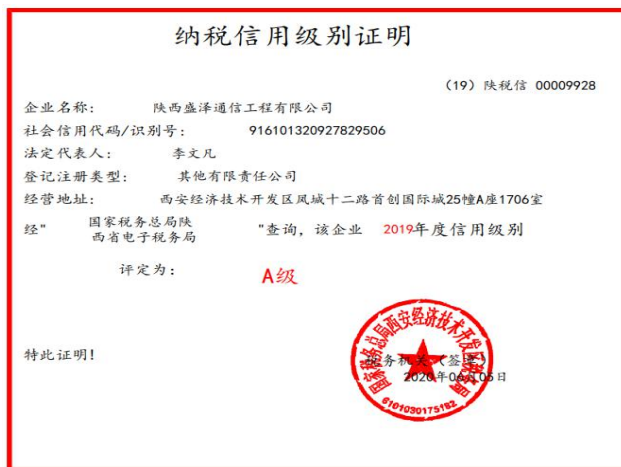 纳税信用级别证明
（19）陕税信 00009928
企业名称： 陕西盛泽通信工程有限公司
社会信用代码/识别号： 916101320927829506
法定代表人： 李文凡
登记注册类型： 其他有限责任公司
经营地址： 西安经济技术开发区凤城十二路首创国际城25幢A座1706室
经" 国家税务总局陕西省电子税务局 "查询，该企业 2019年度信用级别
评定为： A级
特此证明！
国家税务总局西安经济技术开发区税务局
税务机关（签章）
2020年06月05日
6101030175182